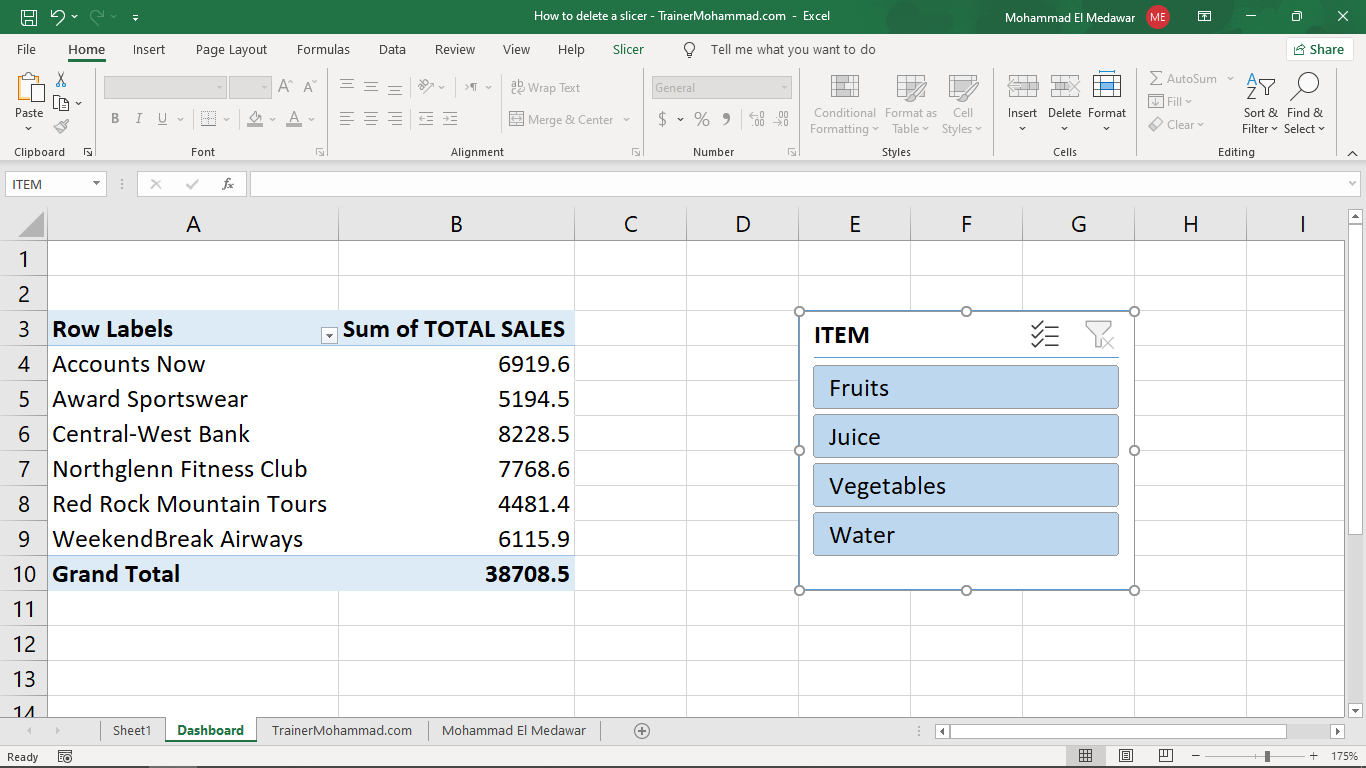 How to delete a slicer - TrainerMohammad.com - Excel
Mohammad El Medawar ME
File Home Insert Page Layout Formulas Data Review View Help Slicer Tell me what you want to do Share
Paste
B I U
ab Wrap Text
Merge & Center
General
$ % 9
Conditional Formatting
Format as Table
Cell Styles
Insert Delete Format
AutoSum
Fill
Clear
Sort & Filter
Find & Select
Clipboard Font Alignment Number Styles Cells Editing
ITEM fx
A B C D E F G H I
1
2
3 Row Labels Sum of TOTAL SALES
4 Accounts Now 6919.6
5 Award Sportswear 5194.5
6 Central-West Bank 8228.5
7 Northglenn Fitness Club 7768.6
8 Red Rock Mountain Tours 4481.4
9 WeekendBreak Airways 6115.9
10 Grand Total 38708.5
11
12
13
14
ITEM
Fruits
Juice
Vegetables
Water
Sheet1 Dashboard TrainerMohammad.com Mohammad El Medawar
Ready 175%